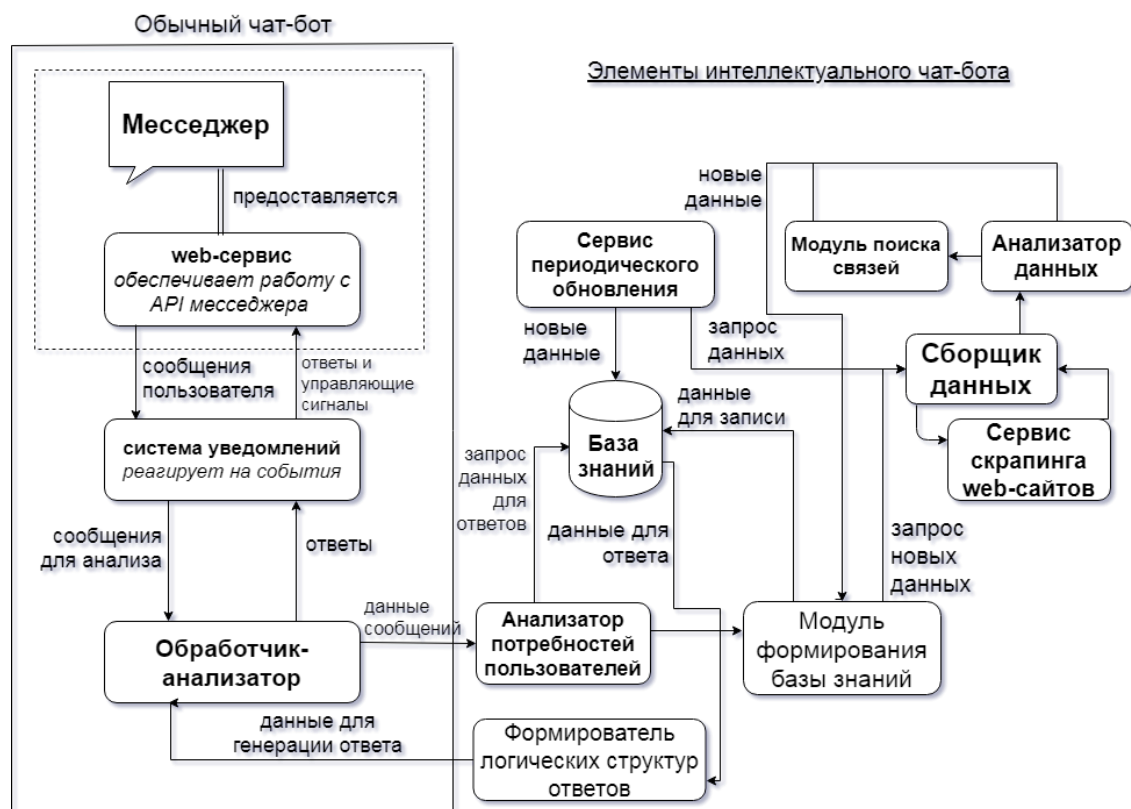 Обычный чат-бот
Элементы интеллектуального чат-бота
Месседжер
предоставляется
web-сервис
обеспечивает работу с
API месседжера
сообщения
пользователя
ответы и
управляющие
сигналы
система уведомлений
реагирует на события
сообщения
для анализа
ответы
Обработчик-
анализатор
данные
сообщений
данные для
генерации ответа
Сервис
периодического
обновления
новые
данные
запрос
данных
новые
данные
Модуль поиска
связей
Анализатор
данных
Сборщик
данных
Сервис
скрапинга
web-сайтов
База
знаний
данные
для записи
запрос
данных
для
ответов
данные для
ответа
запрос
новых
данных
Анализатор
потребностей
пользователей
Модуль
формирования
базы знаний
Формирователь
логических структур
ответов